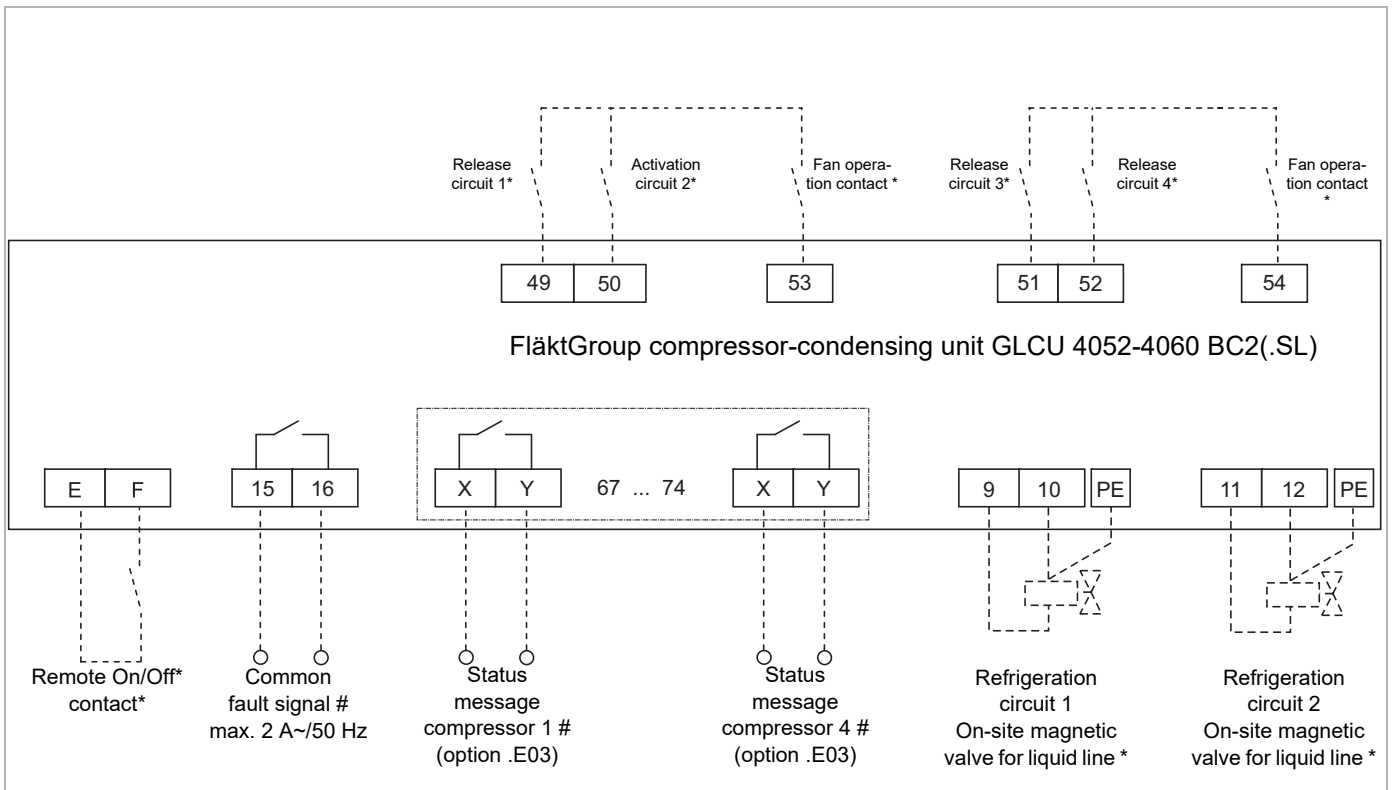 Release
circuit 1*
Activation
circuit 2*
Fan opera-
tion contact *
Release
circuit 3*
Release
circuit 4*
Fan opera-
tion contact
*
49 50 53 51 52 54
FläktGroup compressor-condensing unit GLCU 4052-4060 BC2(.SL)
E F 15 16 X Y 67 ... 74 X Y 9 10 PE 11 12 PE
Remote On/Off*
contact*
Common
fault signal #
max. 2 A~/50 Hz
Status
message
compressor 1 #
(option .E03)
Status
message
compressor 4 #
(option .E03)
Refrigeration
circuit 1
On-site magnetic
valve for liquid line *
Refrigeration
circuit 2
On-site magnetic
valve for liquid line *